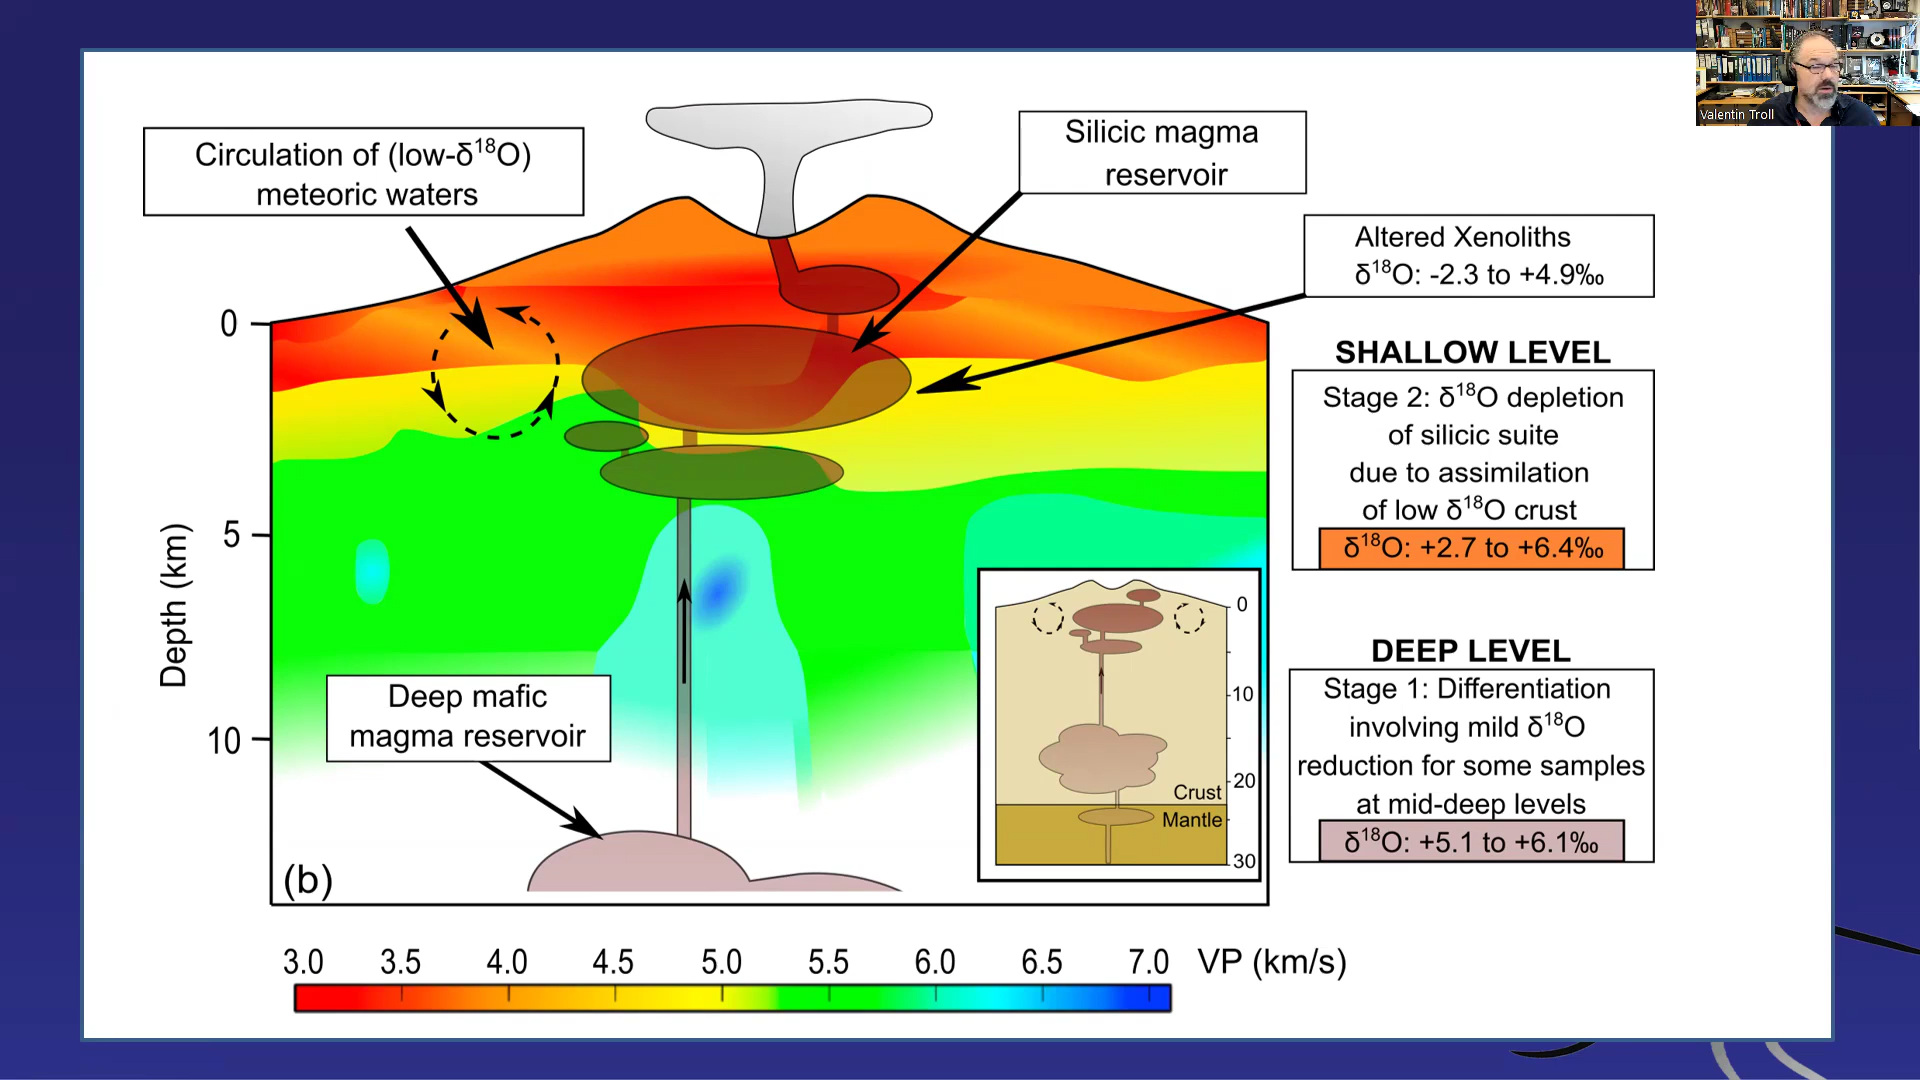 Valentin Troll
Circulation of (low-δ¹⁸O)
meteoric waters
Silicic magma
reservoir
Altered Xenoliths
δ¹⁸O: -2.3 to +4.9‰
SHALLOW LEVEL
Stage 2: δ¹⁸O depletion
of silicic suite
due to assimilation
of low δ¹⁸O crust
δ¹⁸O: +2.7 to +6.4‰
DEEP LEVEL
Stage 1: Differentiation
involving mild δ¹⁸O
reduction for some samples
at mid-deep levels
δ¹⁸O: +5.1 to +6.1‰
Depth (km)
0
5
10
Deep mafic
magma reservoir
(b)
0
10
20
30
Crust
Mantle
3.0 3.5 4.0 4.5 5.0 5.5 6.0 6.5 7.0 VP (km/s)